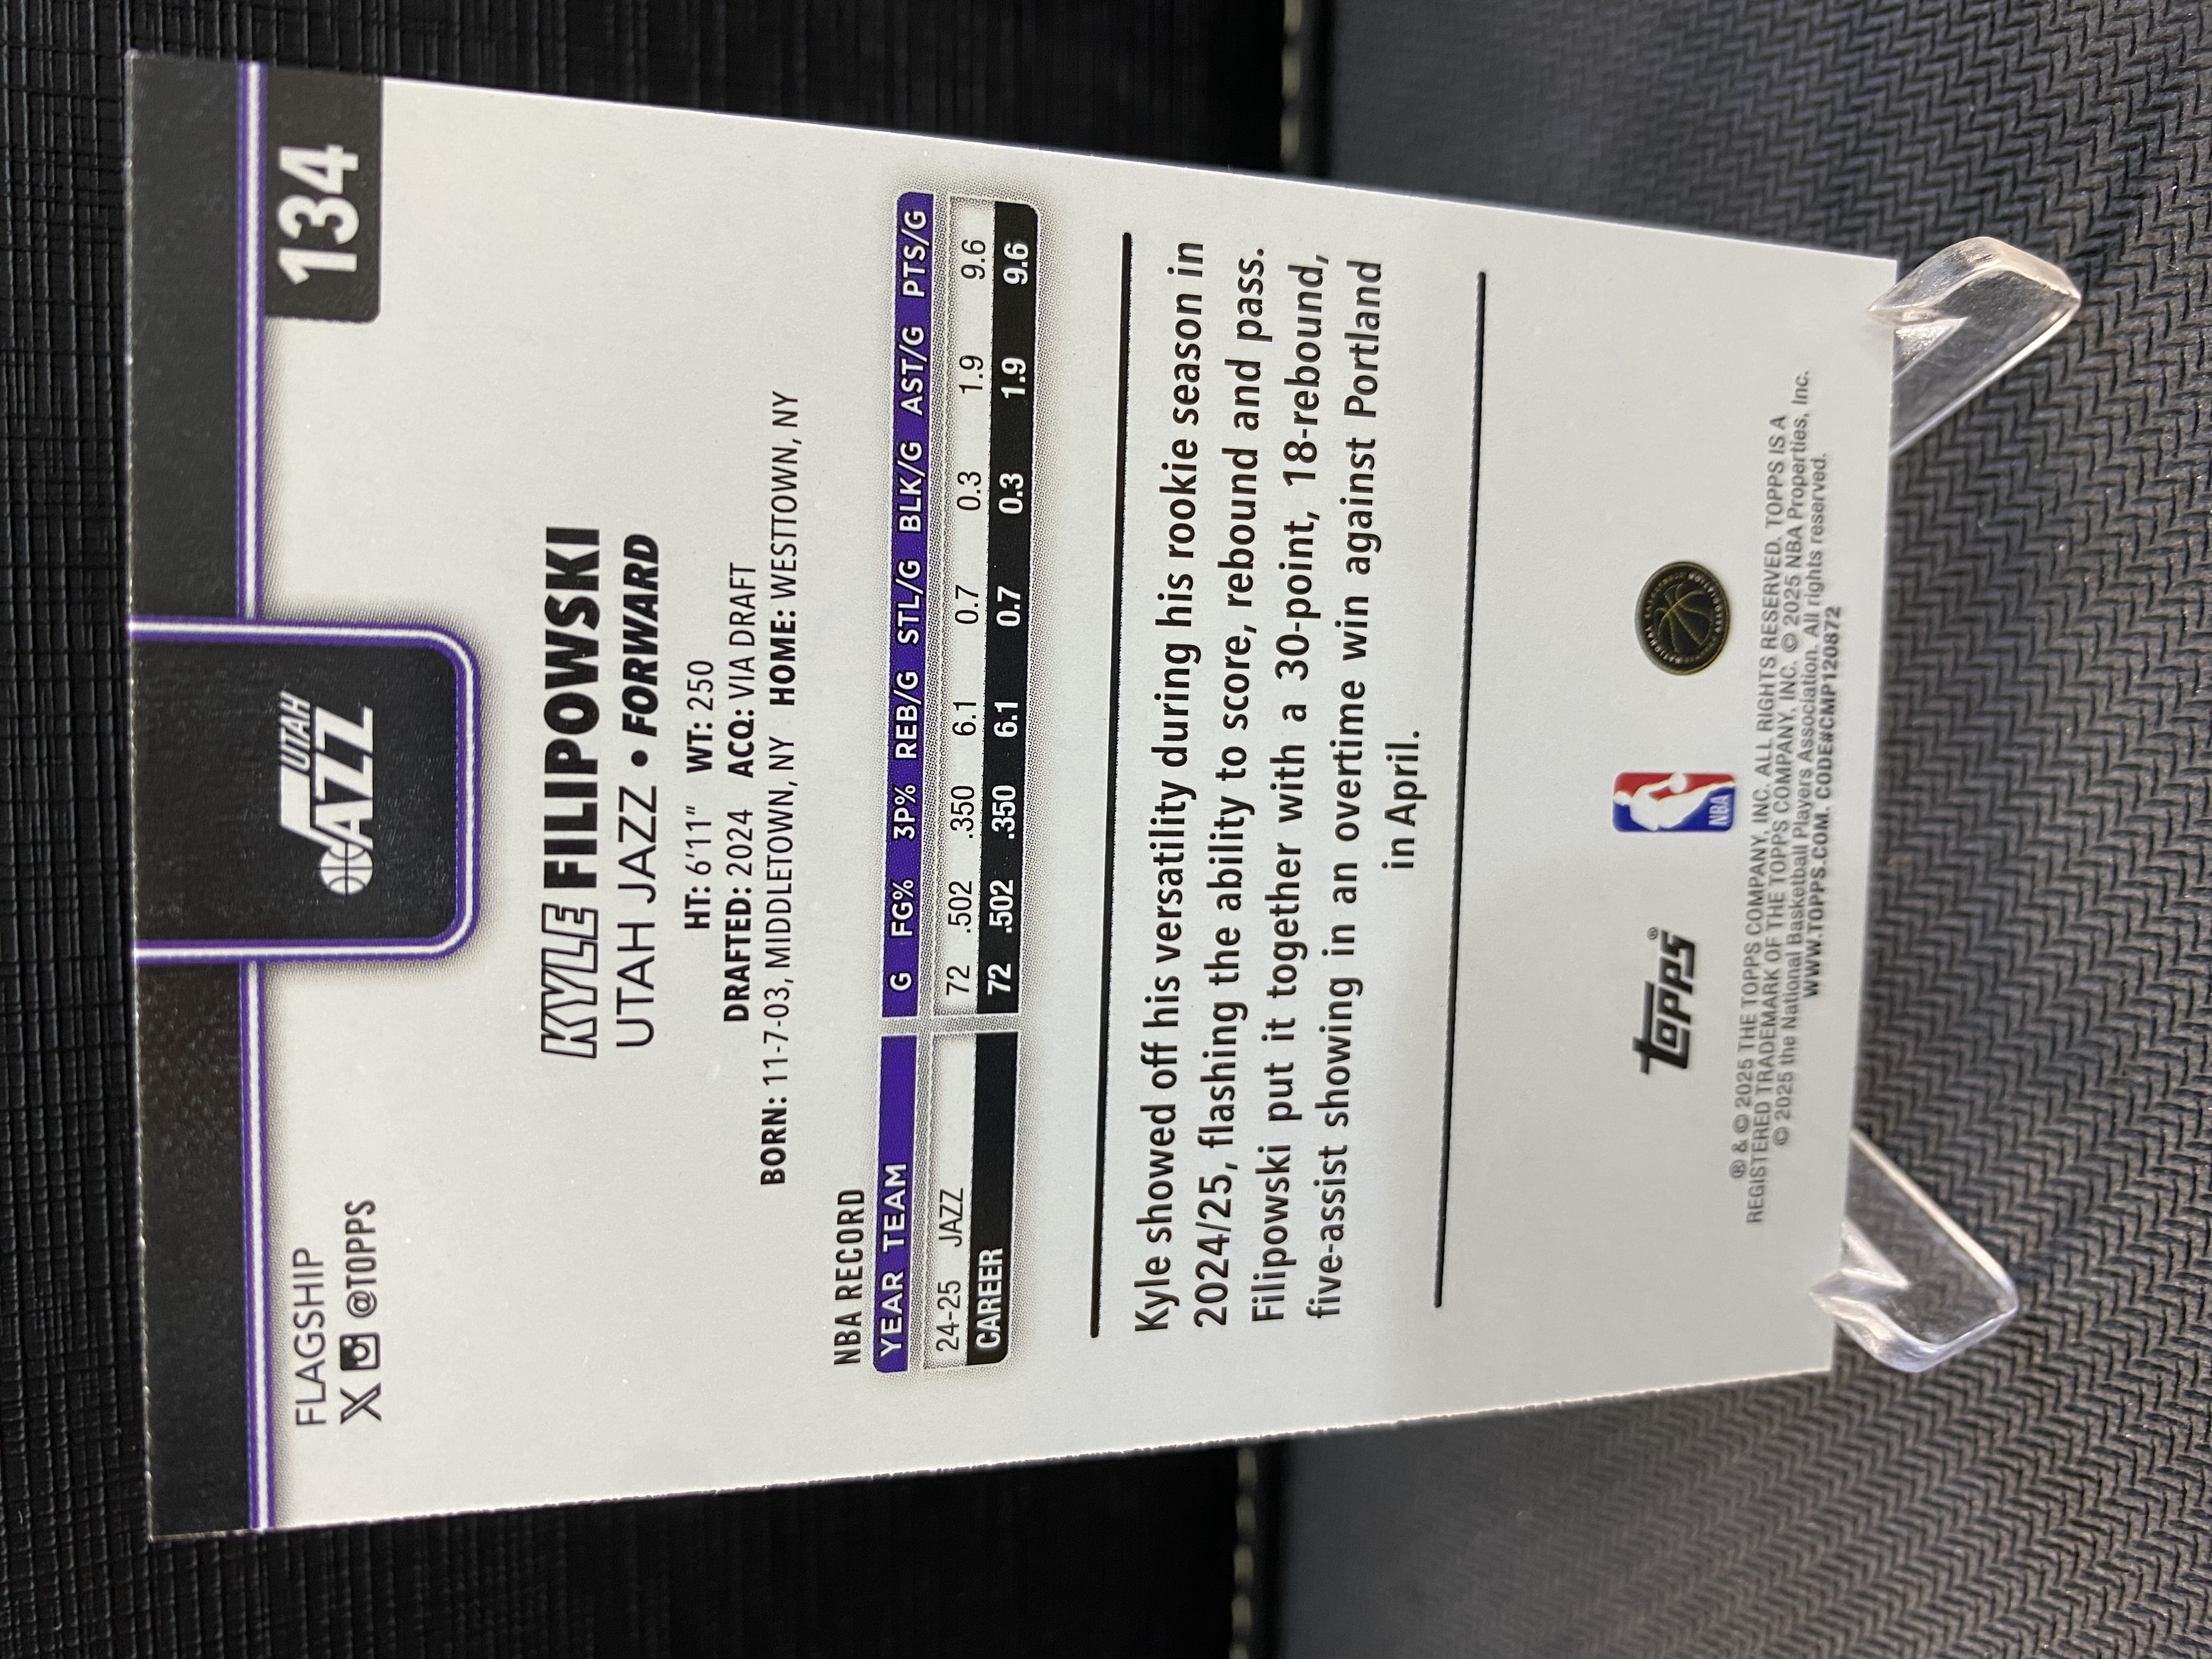 FLAGSHIP
X @TOPPS
UTAH
JAZZ
134
KYLE FILIPOWSKI
UTAH JAZZ • FORWARD
HT: 6'11" WT: 250
DRAFTED: 2024 ACQ: VIA DRAFT
BORN: 11-7-03, MIDDLETOWN, NY HOME: WESTTOWN, NY
NBA RECORD
YEAR TEAM G FG% 3P% REB/G STL/G BLK/G AST/G PTS/G
24-25 JAZZ 72 .502 .350 6.1 0.7 0.3 1.9 9.6
CAREER 72 .502 .350 6.1 0.7 0.3 1.9 9.6
Kyle showed off his versatility during his rookie season in
2024/25, flashing the ability to score, rebound and pass.
Filipowski put it together with a 30-point, 18-rebound,
five-assist showing in an overtime win against Portland
in April.
topps®
NBA
® & © 2025 THE TOPPS COMPANY, INC. ALL RIGHTS RESERVED. TOPPS IS A
REGISTERED TRADEMARK OF THE TOPPS COMPANY, INC. © 2025 NBA Properties, Inc.
© 2025 the National Basketball Players Association. All rights reserved.
WWW.TOPPS.COM. CODE#CMP120872